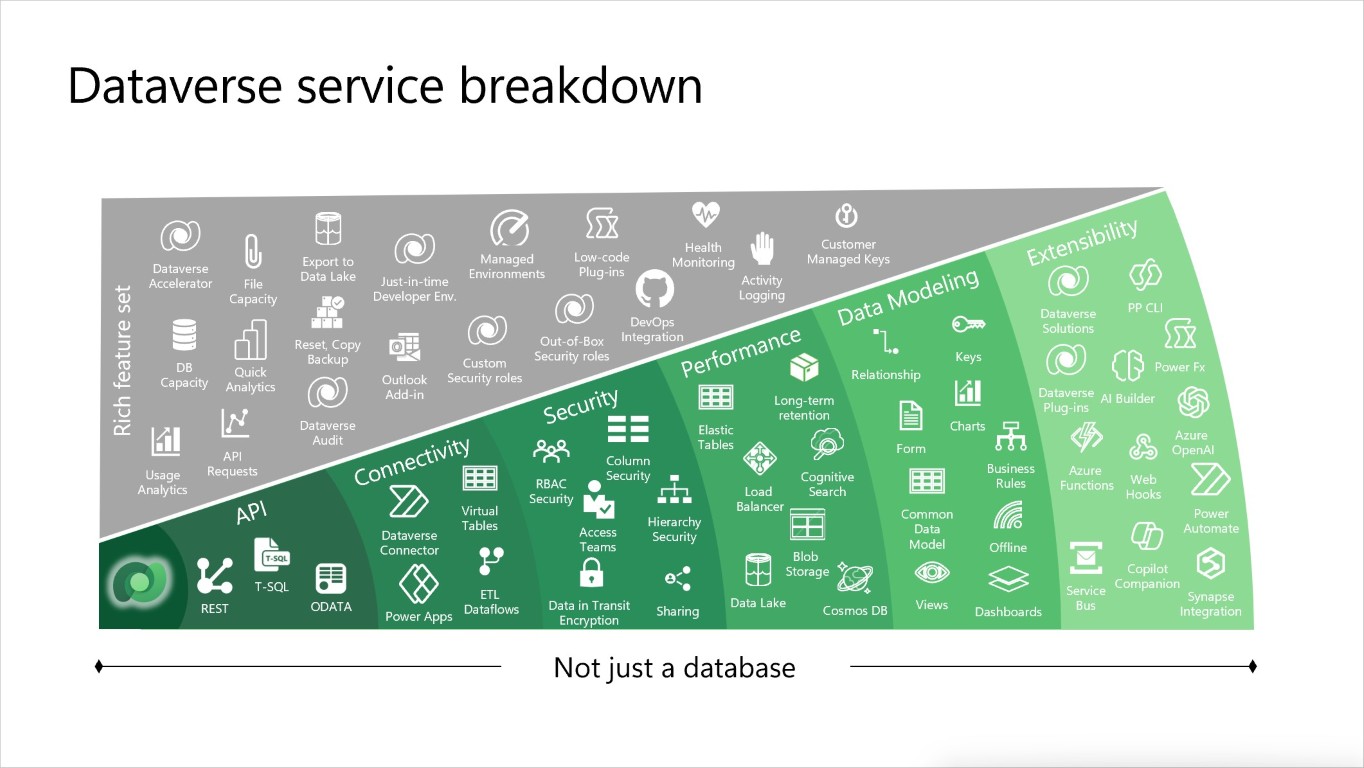 Dataverse service breakdown
Rich feature set
Dataverse
Accelerator
File
Capacity
Export to
Data Lake
Just-in-time
Developer Env.
Managed
Environments
Low-code
Plug-ins
Health
Monitoring
Activity
Logging
Customer
Managed Keys
DB
Capacity
Quick
Analytics
Reset, Copy
Backup
Outlook
Add-in
Custom
Security roles
Out-of-Box
Security roles
DevOps
Integration
Usage
Analytics
API
Requests
Dataverse
Audit
API
REST
T-SQL
T-SQL
ODATA
Connectivity
Dataverse
Connector
Virtual
Tables
Power Apps
ETL
Dataflows
Security
RBAC
Security
Column
Security
Access
Teams
Hierarchy
Security
Data in Transit
Encryption
Sharing
Performance
Elastic
Tables
Long-term
retention
Load
Balancer
Cognitive
Search
Blob
Storage
Data Lake
Cosmos DB
Data Modeling
Relationship
Keys
Form
Charts
Business
Rules
Common
Data
Model
Offline
Views
Dashboards
Extensibility
Dataverse
Solutions
PP CLI
Power Fx
Dataverse
Plug-ins
AI Builder
Azure
OpenAI
Azure
Functions
Web
Hooks
Power
Automate
Service
Bus
Copilot
Companion
Synapse
Integration
Not just a database